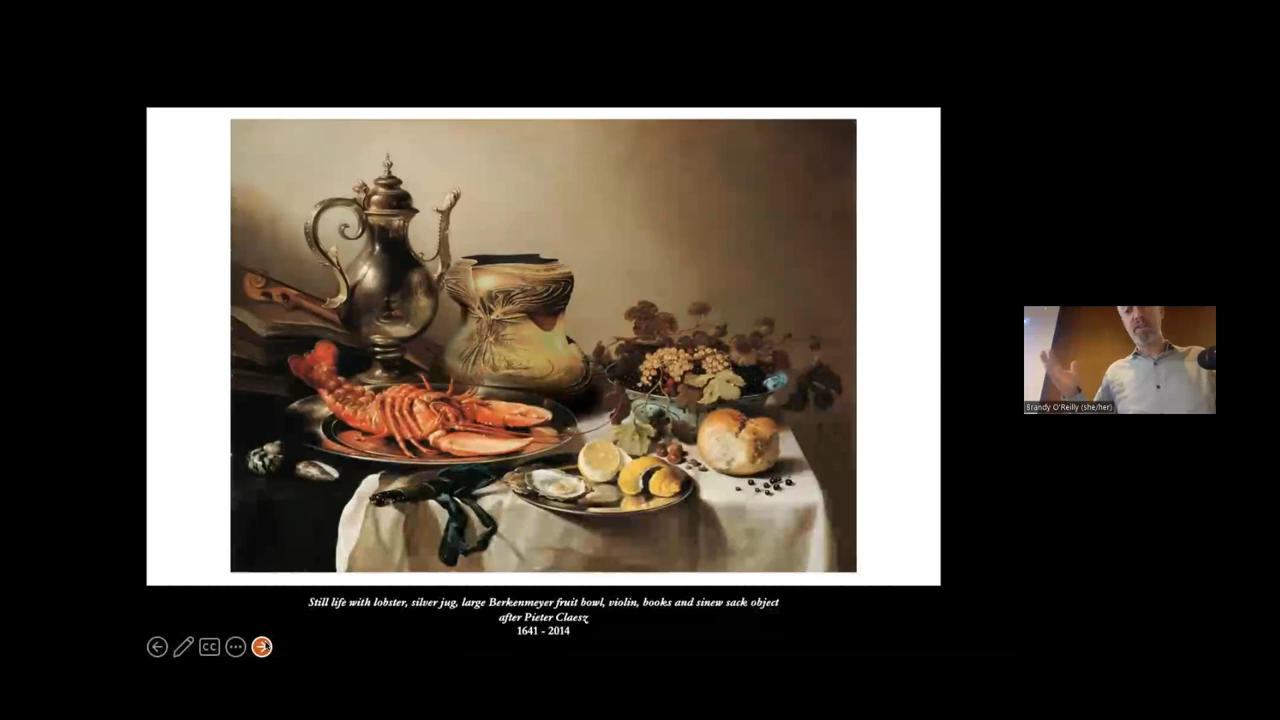 Still life with lobster, silver jug, large Berkenmeyer fruit bowl, violin, books and sinew sack object
after Pieter Claesz
1641 - 2014
Brandy O'Reilly (she/her)
CC